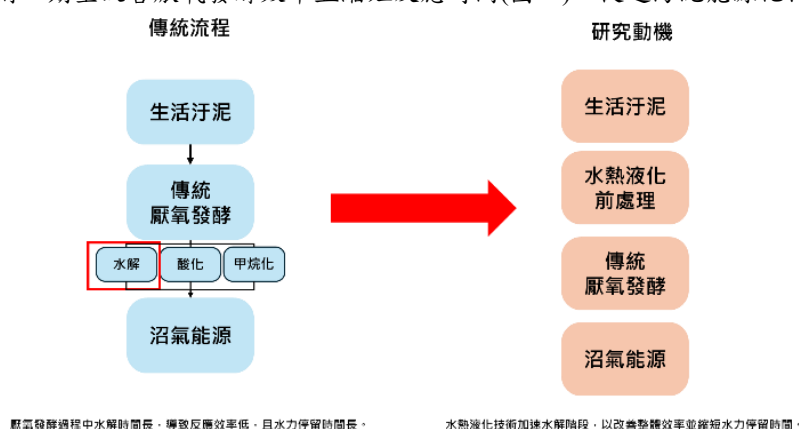 傳統流程
生活汙泥
傳統
厭氧發酵
水解
酸化
甲烷化
沼氣能源
厭氧發酵過程中水解時間長，導致反應效率低，且水力停留時間長。
研究動機
生活汙泥
水熱液化
前處理
傳統
厭氧發酵
沼氣能源
水熱液化技術加速水解階段，以改善整體效率並縮短水力停留時間。